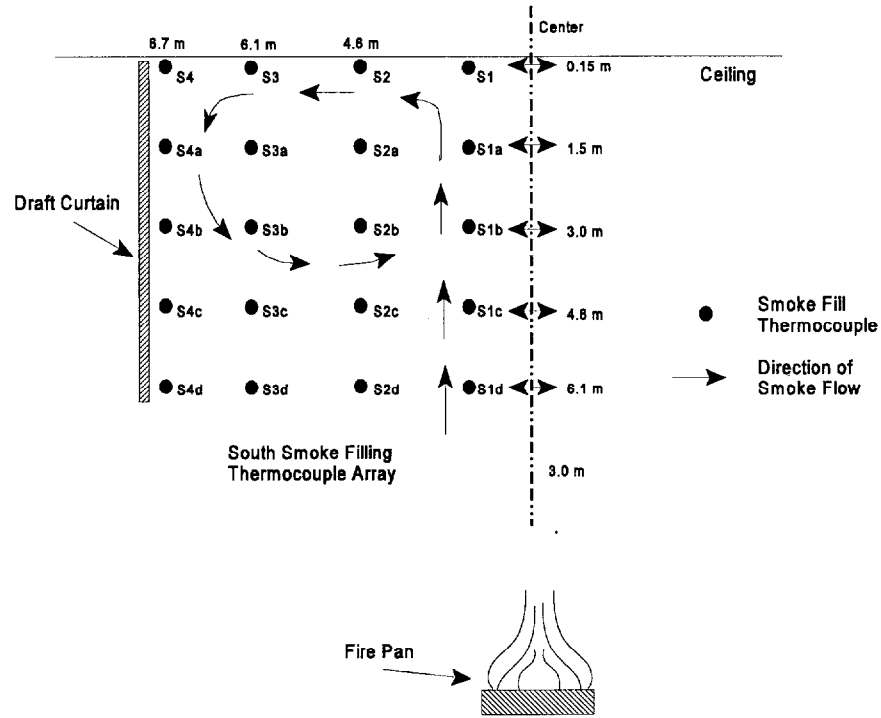 Center
6.7 m 6.1 m 4.6 m
S4 S3 S2 S1 0.15 m
Ceiling
S4a S3a S2a S1a 1.5 m
Draft Curtain
S4b S3b S2b S1b 3.0 m
S4c S3c S2c S1c 4.6 m
Smoke Fill
Thermocouple
S4d S3d S2d S1d 6.1 m
Direction of
Smoke Flow
South Smoke Filling
Thermocouple Array
3.0 m
Fire Pan